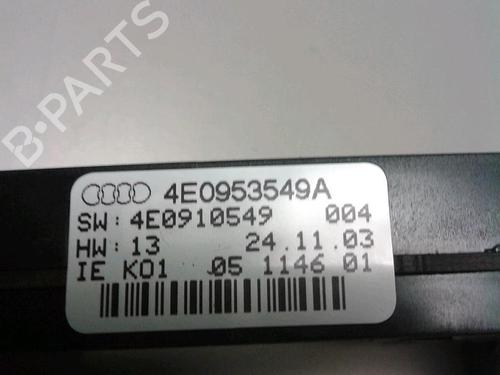 B-PARTS
4E0953549A
SW: 4E0910549 004
HW: 13 24.11.03
IE K01 .05 1146 01